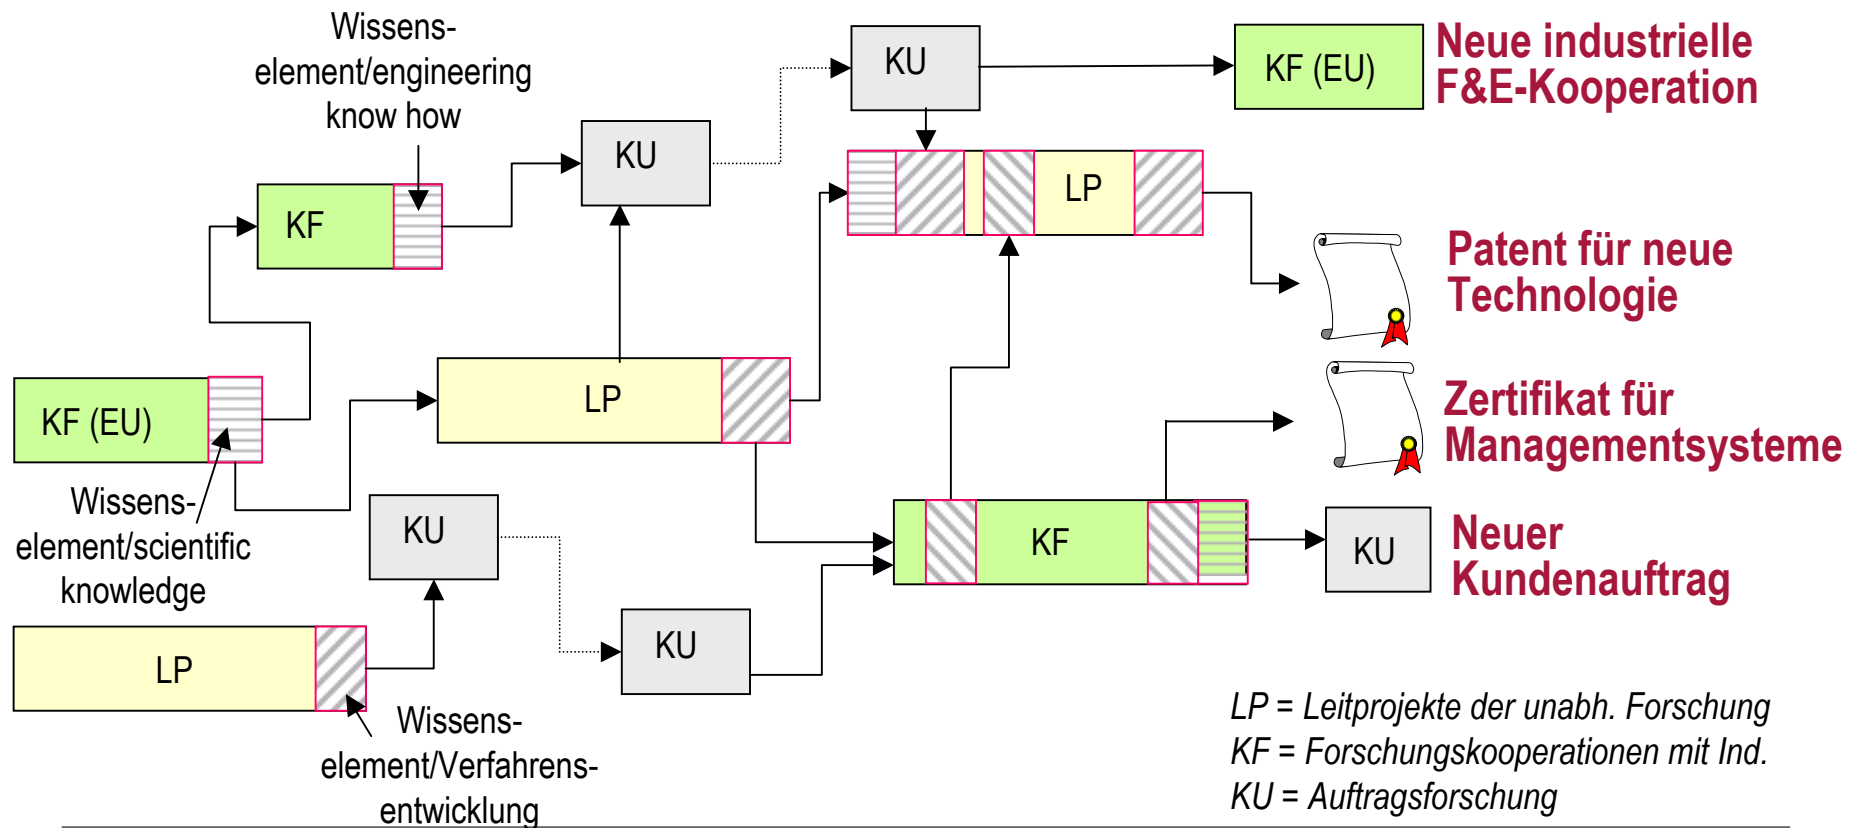 Wissens-
element/engineering
know how
KU
KF (EU)
Neue industrielle
F&E-Kooperation
KU
LP
KF
Patent für neue
Technologie
LP
KF (EU)
Zertifikat für
Managementsysteme
Wissens-
element/scientific
knowledge
KU
KF
KU
Neuer
Kundenauftrag
LP
KU
Wissens-
element/Verfahrens-
entwicklung
LP = Leitprojekte der unabh. Forschung
KF = Forschungskooperationen mit Ind.
KU = Auftragsforschung